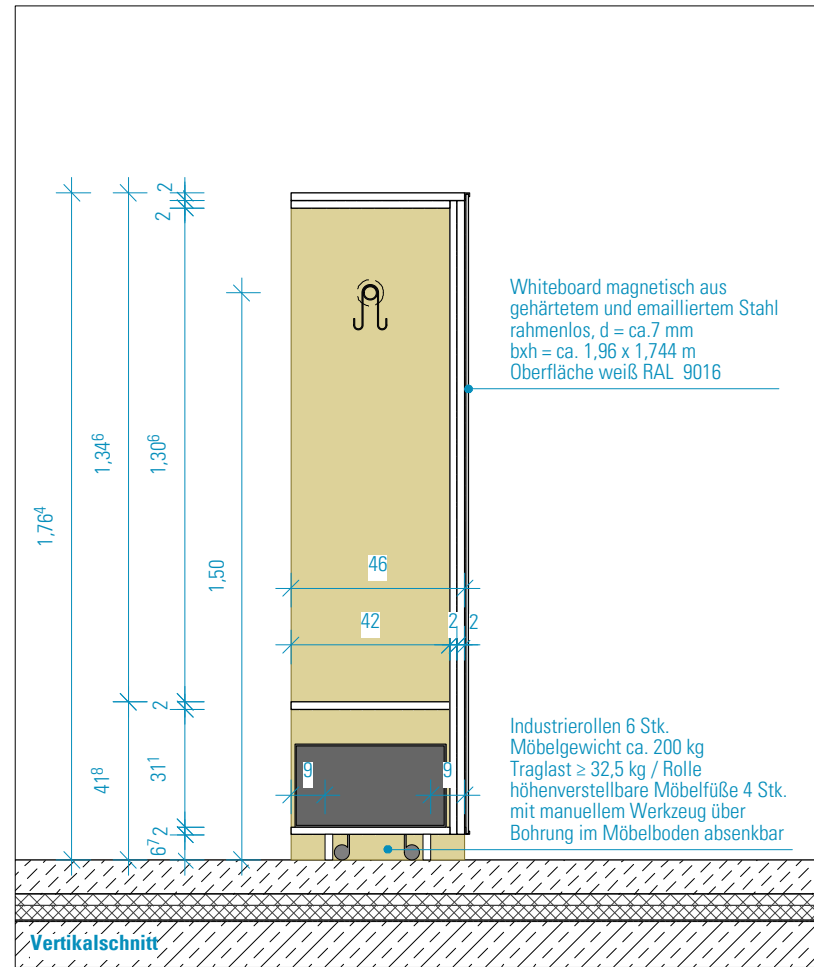 2
2
Whiteboard magnetisch aus
gehärtetem und emailliertem Stahl
rahmenlos, d = ca.7 mm
bxh = ca. 1,96 x 1,744 m
Oberfläche weiß RAL 9016
1,76⁴
1,34⁶
1,30⁶
1,50
46
42
2
2
2
Industrierollen 6 Stk.
Möbelgewicht ca. 200 kg
Traglast ≥ 32,5 kg / Rolle
höhenverstellbare Möbelfüße 4 Stk.
mit manuellem Werkzeug über
Bohrung im Möbelboden absenkbar
41⁸
31¹
9
9
2
6⁷
Vertikalschnitt